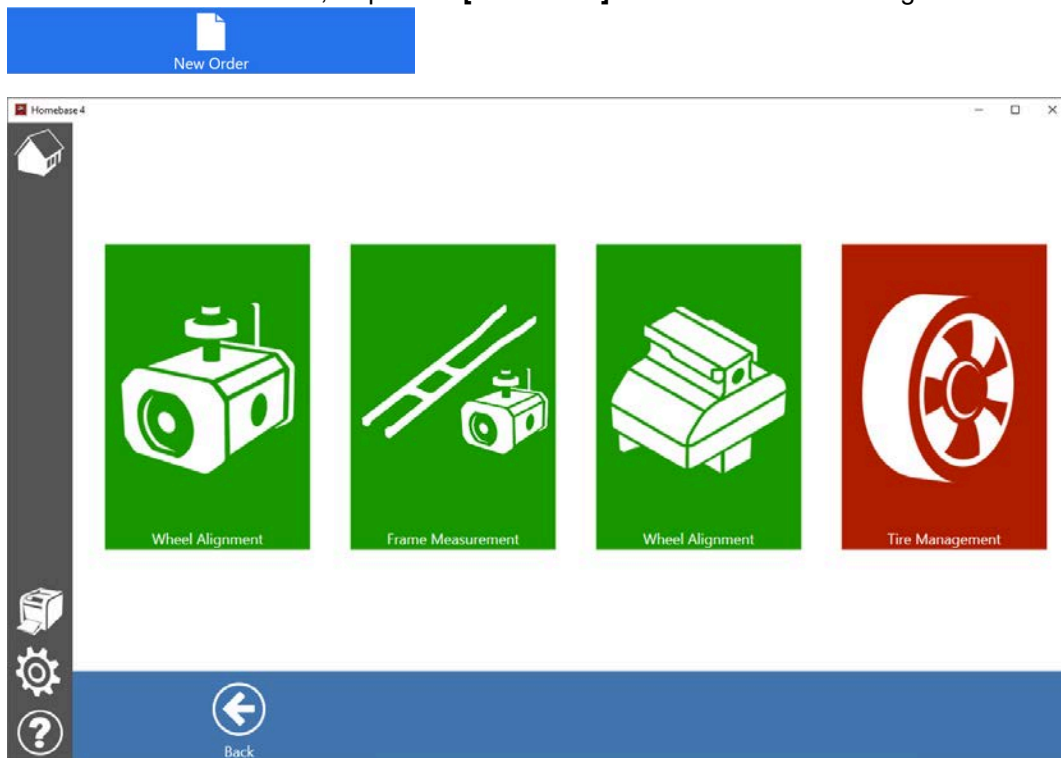 New Order
Homebase 4
Wheel Alignment
Frame Measurement
Wheel Alignment
Tire Management
Back